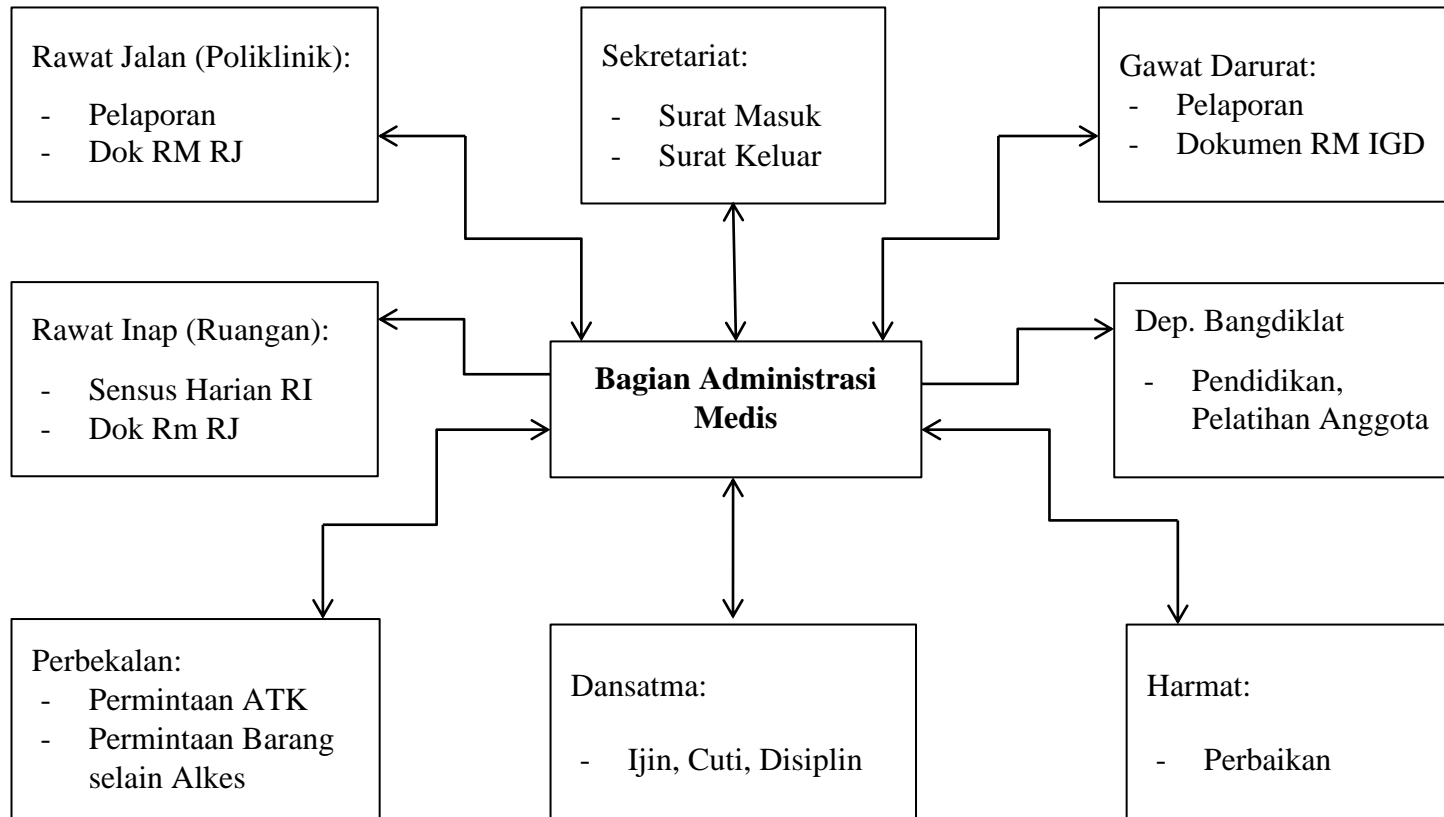 Rawat Jalan (Poliklinik):
- Pelaporan
- Dok RM RJ
Sekretariat:
- Surat Masuk
- Surat Keluar
Gawat Darurat:
- Pelaporan
- Dokumen RM IGD
Rawat Inap (Ruangan):
- Sensus Harian RI
- Dok Rm RJ
Bagian Administrasi
Medis
Dep. Bangdiklat
- Pendidikan,
Pelatihan Anggota
Perbekalan:
- Permintaan ATK
- Permintaan Barang
selain Alkes
Dansatma:
- Ijin, Cuti, Disiplin
Harmat:
- Perbaikan